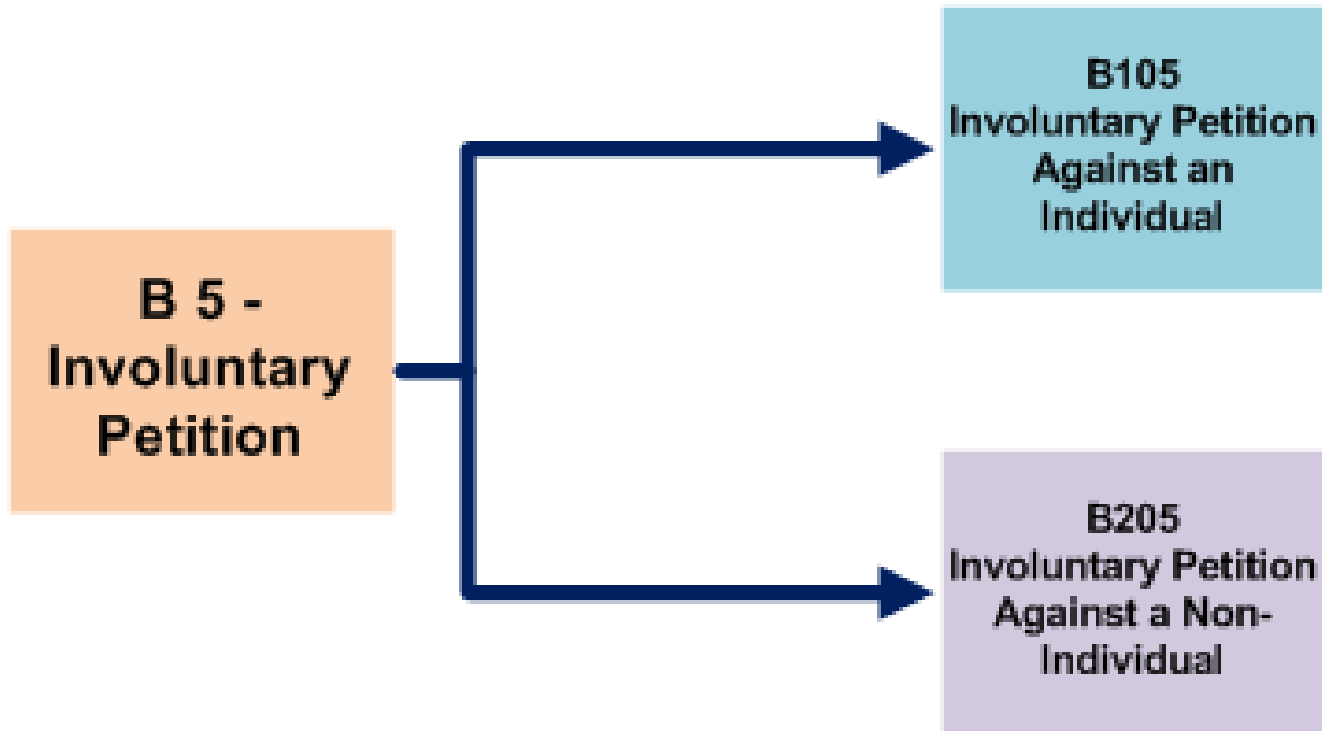 B 5 -
Involuntary
Petition
B105
Involuntary Petition
Against an
Individual
B205
Involuntary Petition
Against a Non-
Individual